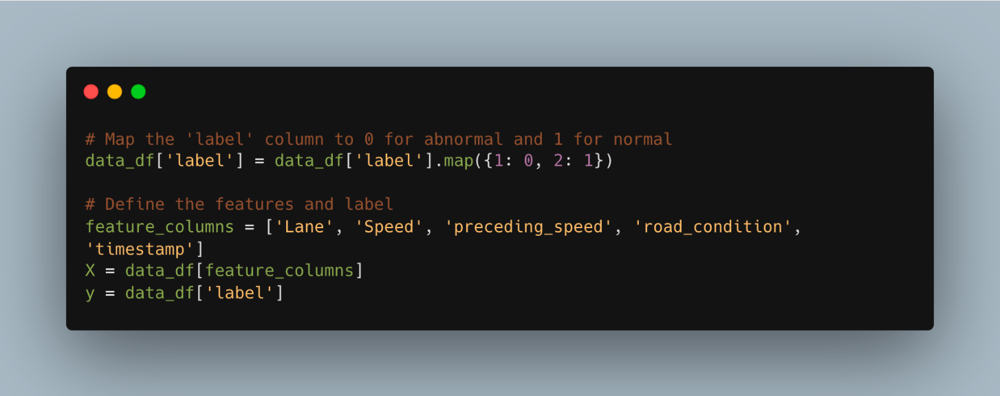 # Map the 'label' column to 0 for abnormal and 1 for normal
data_df['label'] = data_df['label'].map({1: 0, 2: 1})
# Define the features and label
feature_columns = ['Lane', 'Speed', 'preceding_speed', 'road_condition',
'timestamp']
X = data_df[feature_columns]
y = data_df['label']